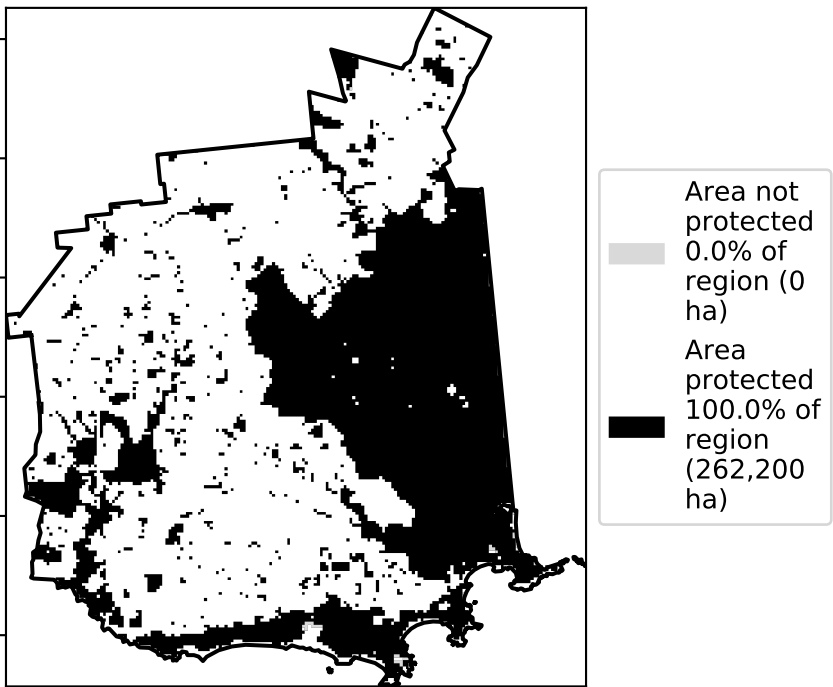 Area not
protected
0.0% of
region (0
ha)
Area
protected
100.0% of
region
(262,200
ha)